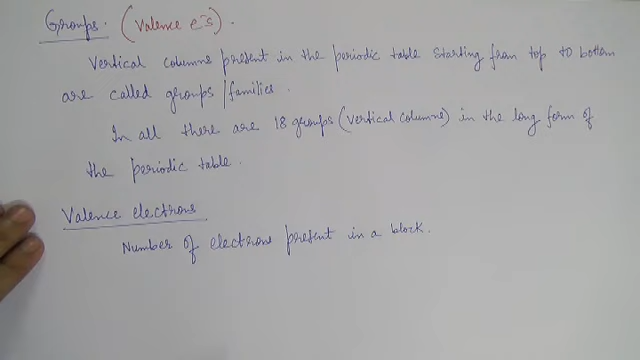 Groups. (Valence e⁻s).
Vertical columns present in the periodic table starting from top to bottom
are called groups/families.
In all there are 18 groups (vertical columns) in the long form of
the periodic table.
Valence electrons
Number of electrons present in a block.